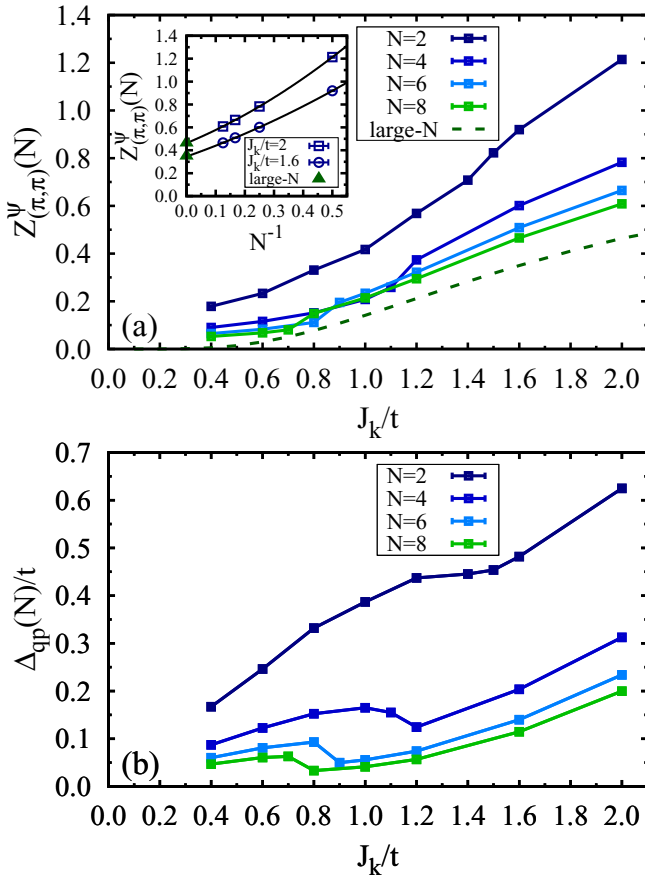 (a)
Z^ψ_(π,π)(N)
1.4
1.2
1.0
0.8
0.6
0.4
0.2
0.0
0.0 0.2 0.4 0.6 0.8 1.0 1.2 1.4 1.6 1.8 2.0
J_k/t
N=2
N=4
N=6
N=8
large-N
Z^ψ_(π,π)(N)
1.4
1.2
1.0
0.8
0.6
0.4
0.2
0.0
0.0 0.1 0.2 0.3 0.4 0.5
N^-1
J_k/t=2
J_k/t=1.6
large-N
(b)
Δ_qp(N)/t
0.7
0.6
0.5
0.4
0.3
0.2
0.1
0.0
0.0 0.2 0.4 0.6 0.8 1.0 1.2 1.4 1.6 1.8 2.0
J_k/t
N=2
N=4
N=6
N=8